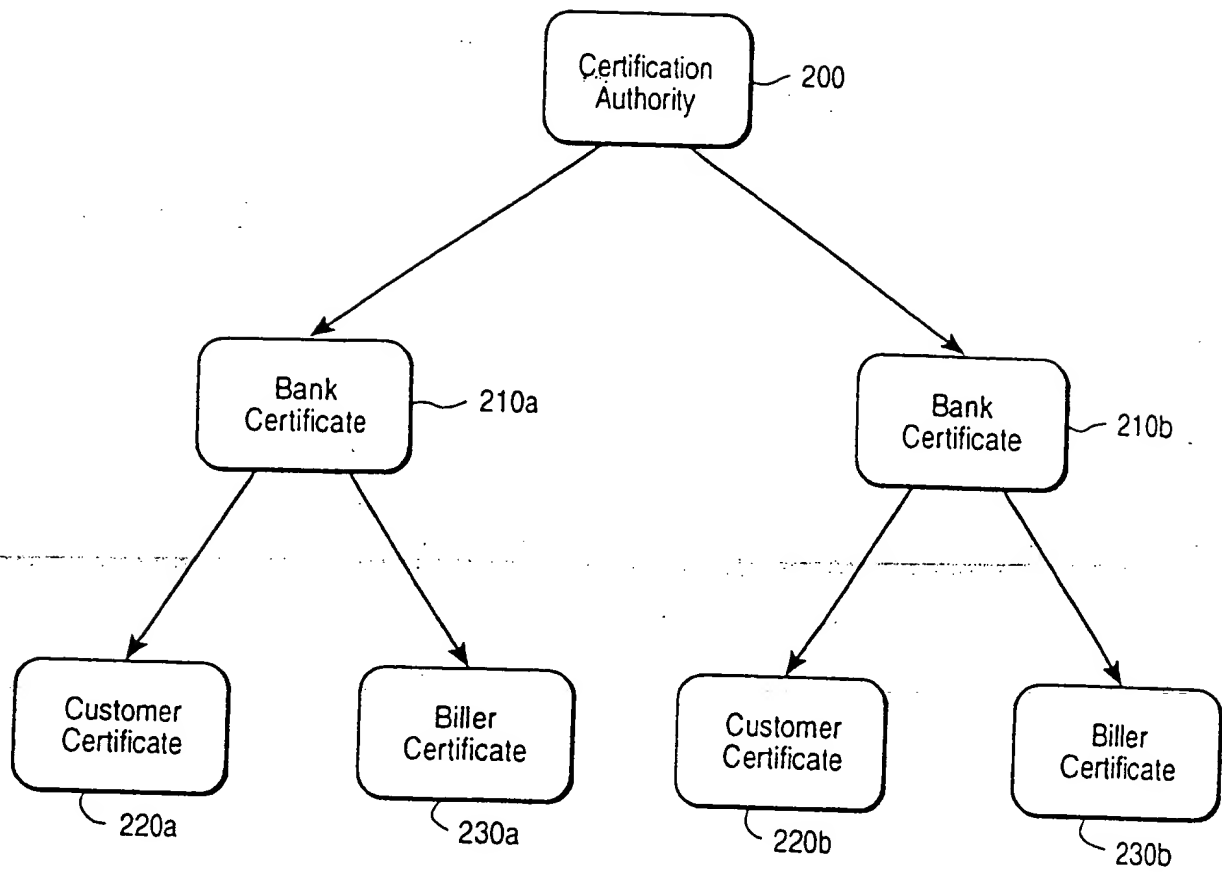 Certification
Authority
200
Bank
Certificate
210a
Bank
Certificate
210b
Customer
Certificate
220a
Biller
Certificate
230a
Customer
Certificate
220b
Biller
Certificate
230b